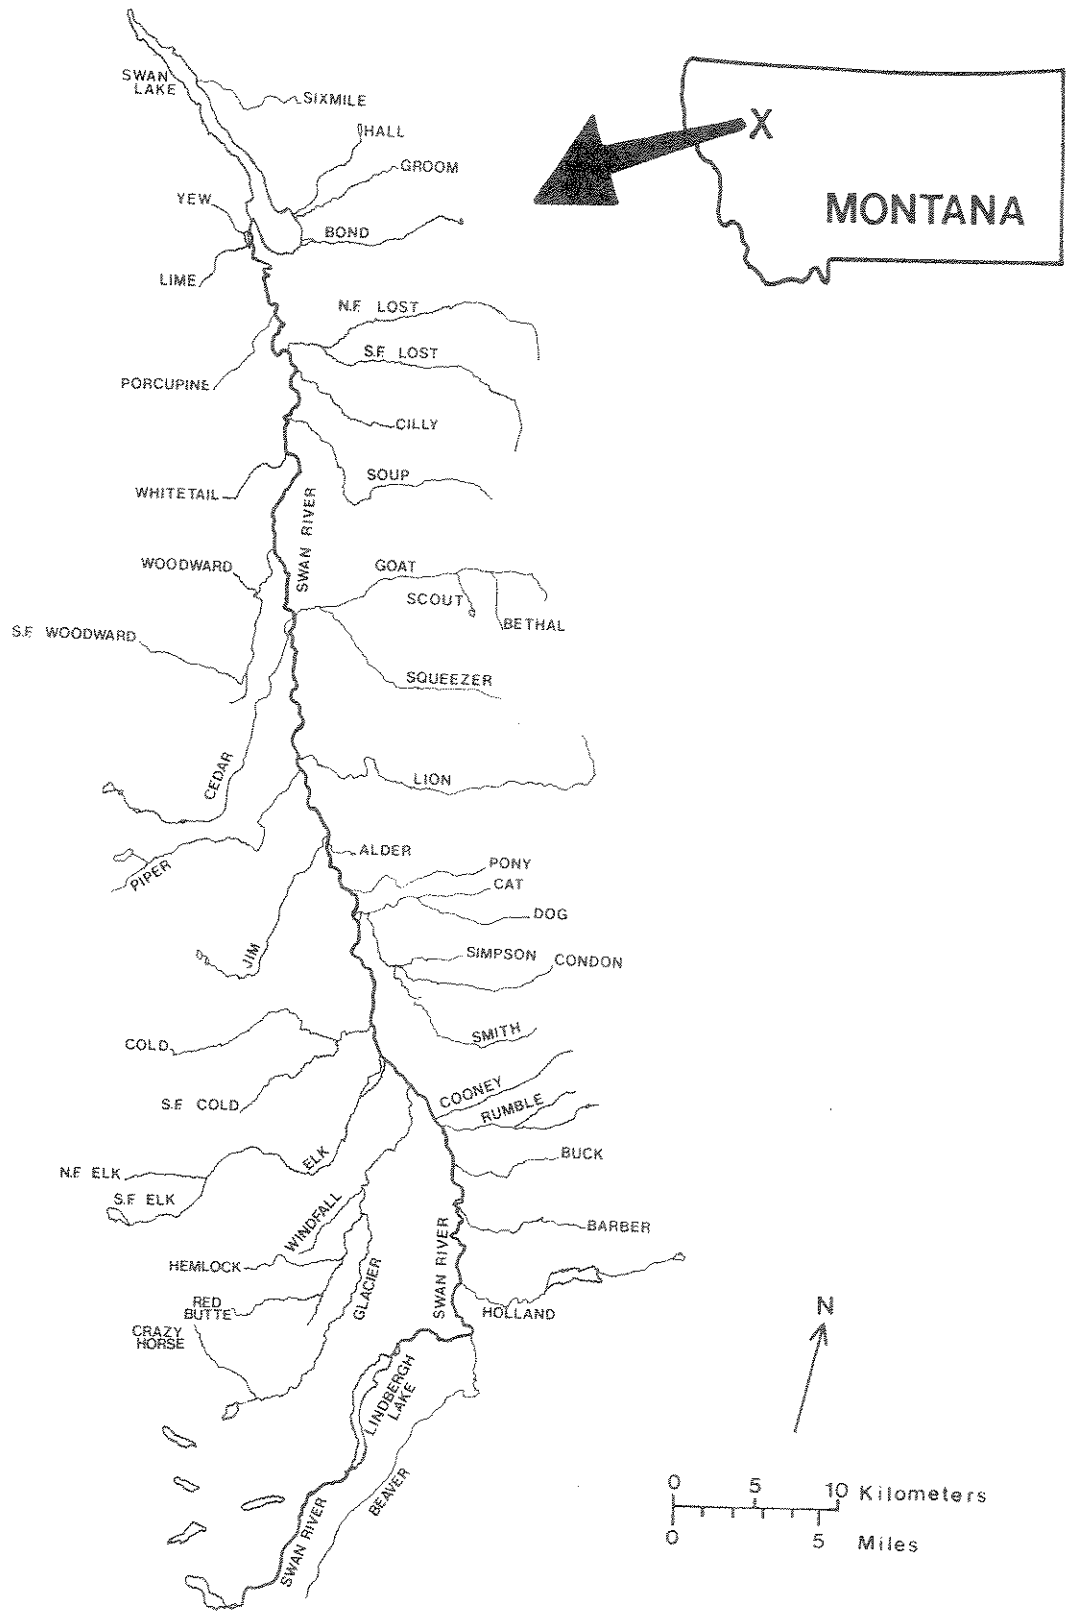 SWAN
LAKE
SIXMILE
HALL
GROOM
X
MONTANA
YEW
BOND
LIME
N.F. LOST
S.F. LOST
PORCUPINE
CILLY
SOUP
WHITETAIL
SWAN RIVER
WOODWARD
GOAT
SCOUT
BETHAL
S.F. WOODWARD
SQUEEZER
CEDAR
LION
PIPER
ALDER
PONY
CAT
DOG
JIM
SIMPSON
CONDON
SMITH
COLD
S.F. COLD
COONEY
RUMBLE
BUCK
ELK
N.F. ELK
S.F. ELK
WINDFALL
BARBER
HEMLOCK
GLACIER
SWAN RIVER
RED
BUTTE
HOLLAND
CRAZY
HORSE
N
LINDBERGH
LAKE
BEAVER
SWAN RIVER
0 5 10 Kilometers
0 5 Miles